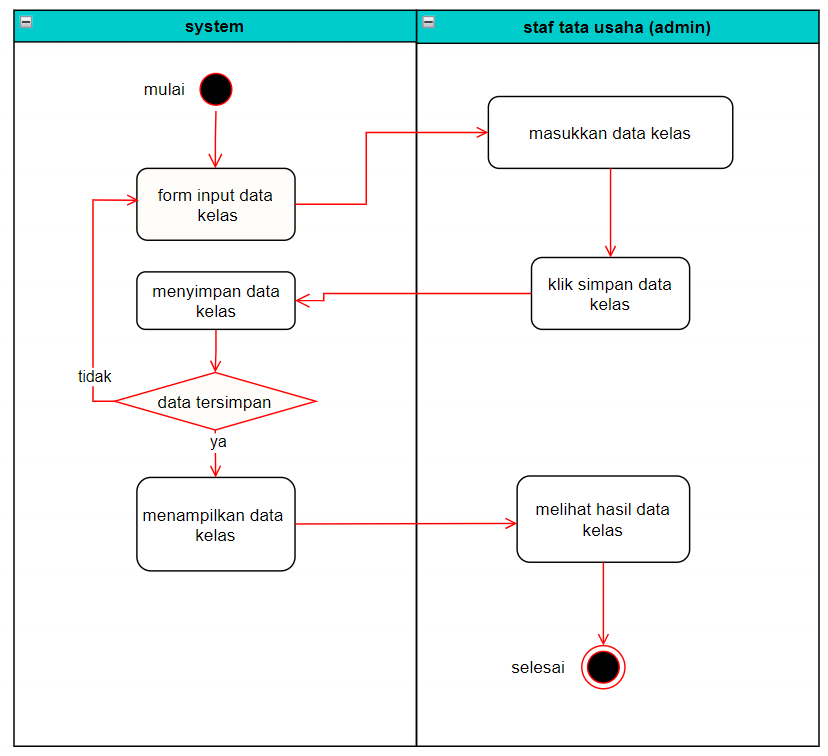 system
staf tata usaha (admin)
mulai
masukkan data kelas
form input data
kelas
klik simpan data
kelas
menyimpan data
kelas
tidak
data tersimpan
ya
menampilkan data
kelas
melihat hasil data
kelas
selesai